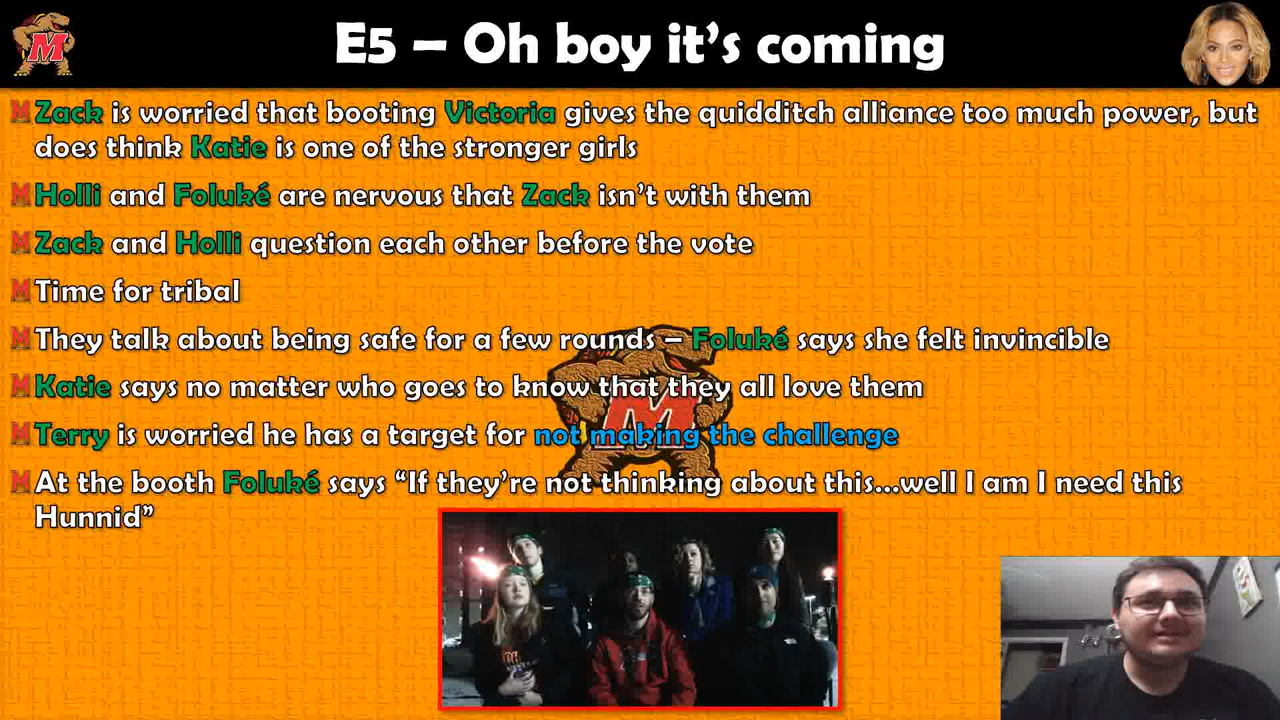 E5 – Oh boy it's coming
Zack is worried that booting Victoria gives the quidditch alliance too much power, but
does think Katie is one of the stronger girls
Holli and Foluké are nervous that Zack isn't with them
Zack and Holli question each other before the vote
Time for tribal
They talk about being safe for a few rounds – Foluké says she felt invincible
Katie says no matter who goes to know that they all love them
Terry is worried he has a target for not making the challenge
At the booth Foluké says “If they're not thinking about this...well I am I need this
Hunnid”